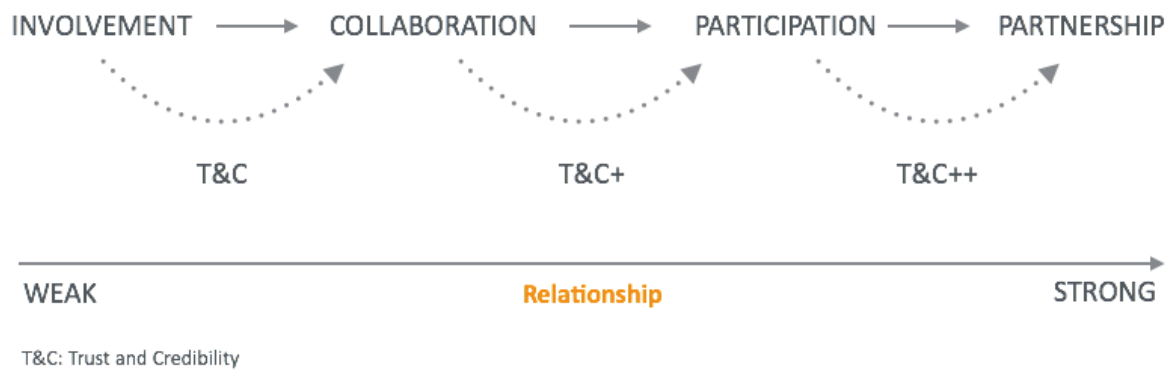 INVOLVEMENT COLLABORATION PARTICIPATION PARTNERSHIP
T&C T&C+ T&C++
WEAK Relationship STRONG
T&C: Trust and Credibility